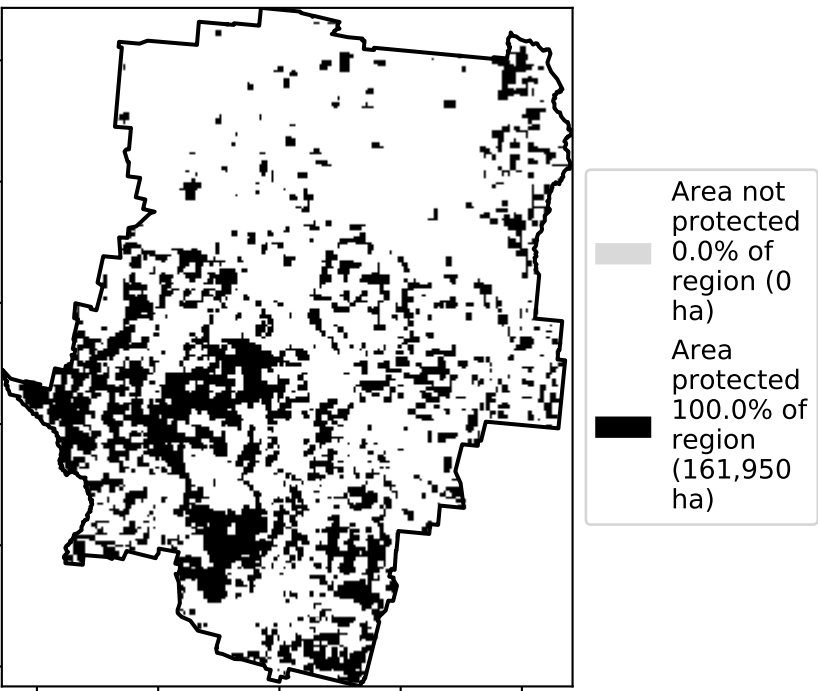 Area not
protected
0.0% of
region (0
ha)
Area
protected
100.0% of
region
(161,950
ha)